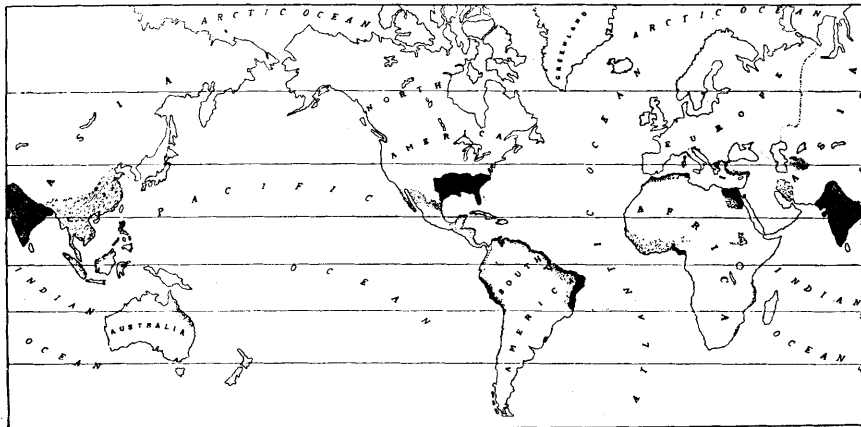 ARCTIC OCEAN
ARCTIC OCEAN
GREENLAND
ASIA
NORTH
AMERICA
EUROPE
ASIA
PACIFIC
OCEAN
ATLANTIC OCEAN
AFRICA
SOUTH
AMERICA
INDIAN
OCEAN
AUSTRALIA
INDIAN
OCEAN